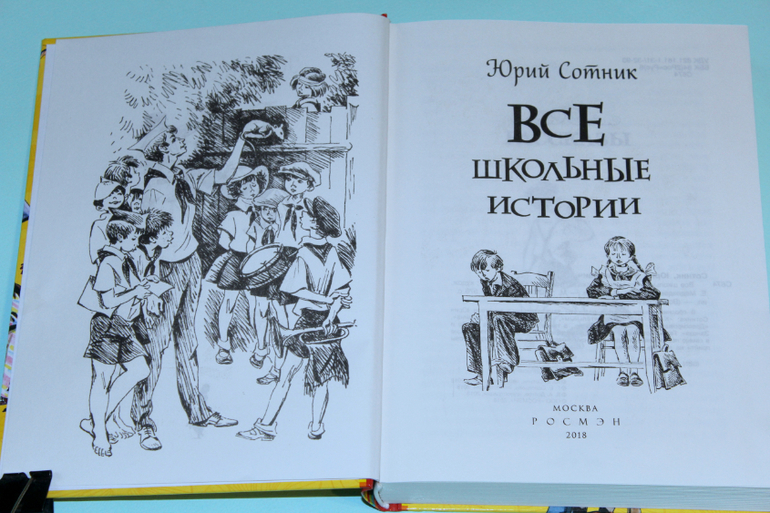 Юрий Сотник
ВСЕ
ШКОЛЬНЫЕ
ИСТОРИИ
МОСКВА
РОСМЭН
2018